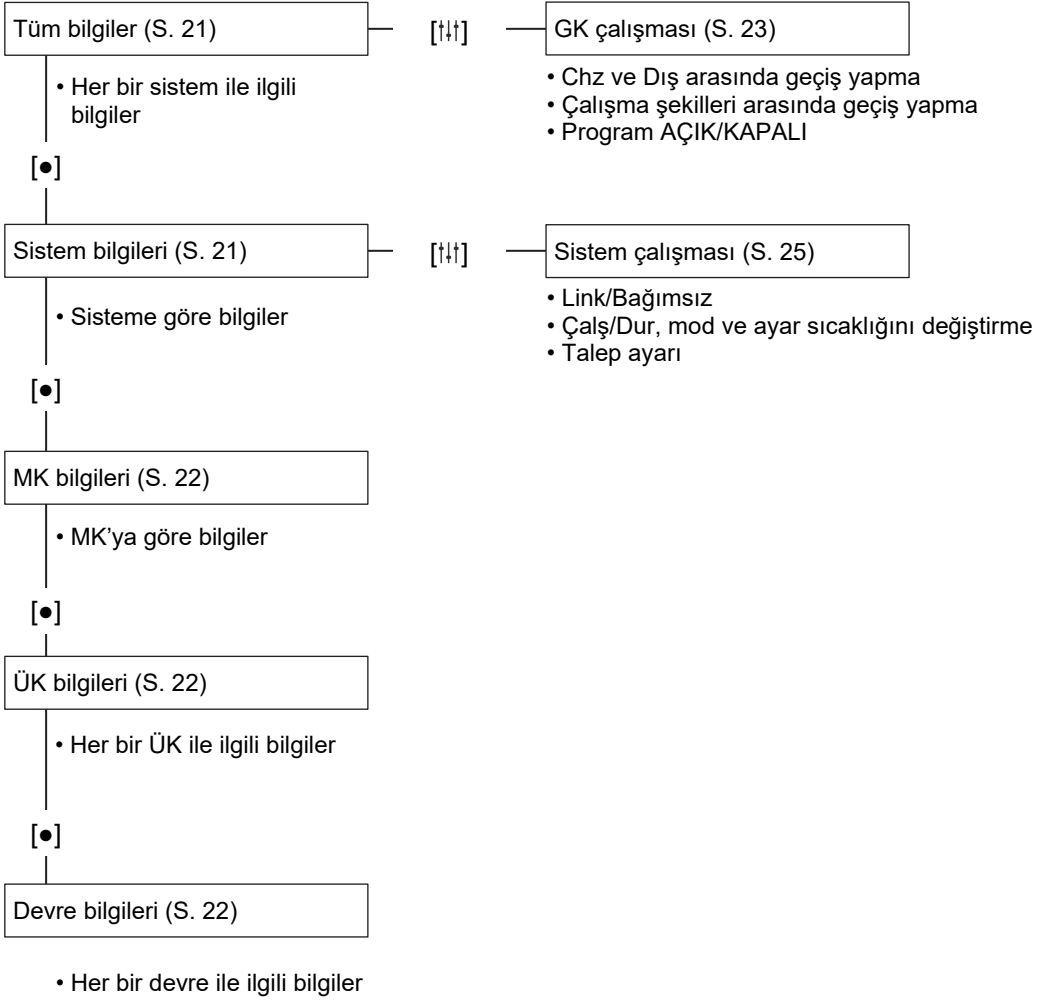 Tüm bilgiler (S. 21)
GK çalışması (S. 23)
• Her bir sistem ile ilgili
bilgiler
• Chz ve Dış arasında geçiş yapma
• Çalışma şekilleri arasında geçiş yapma
• Program AÇIK/KAPALI
[●]
Sistem bilgileri (S. 21)
Sistem çalışması (S. 25)
• Sisteme göre bilgiler
• Link/Bağımsız
• Çalş/Dur, mod ve ayar sıcaklığını değiştirme
• Talep ayarı
[●]
MK bilgileri (S. 22)
• MK’ya göre bilgiler
[●]
ÜK bilgileri (S. 22)
• Her bir ÜK ile ilgili bilgiler
[●]
Devre bilgileri (S. 22)
• Her bir devre ile ilgili bilgiler